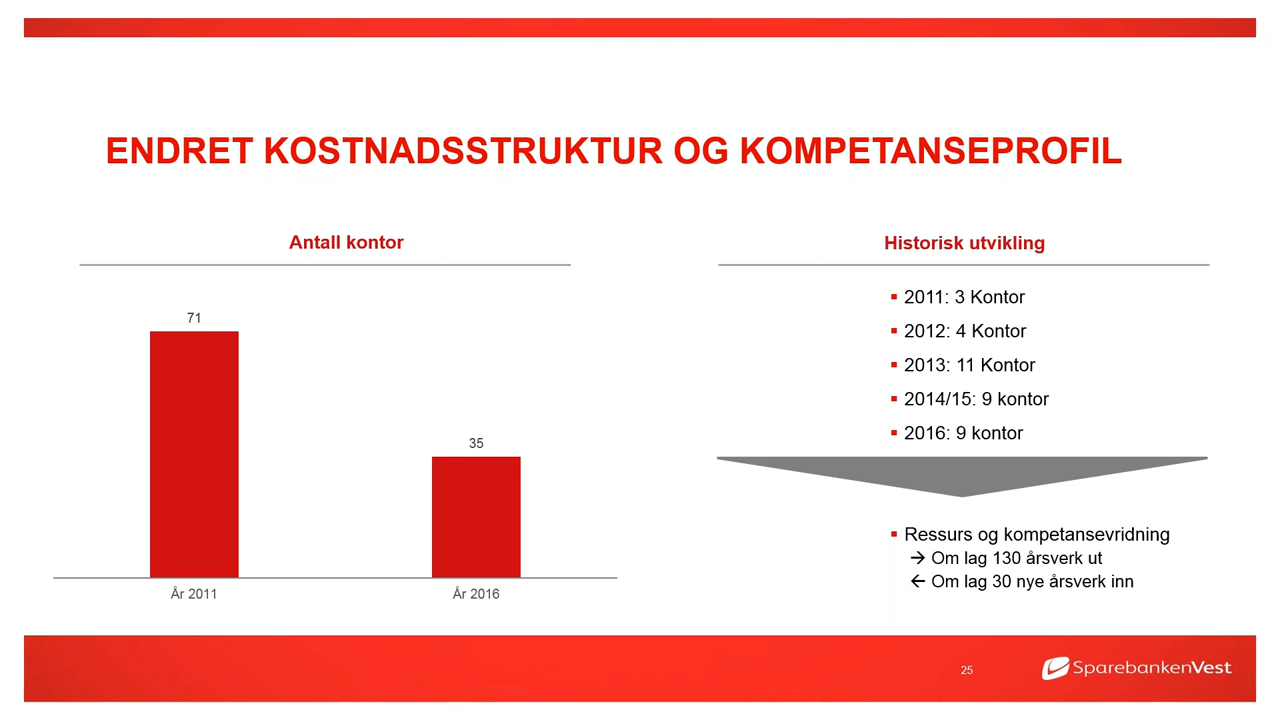 ENDRET KOSTNADSSTRUKTUR OG KOMPETANSEPROFIL
Antall kontor
71
35
År 2011
År 2016
Historisk utvikling
▪ 2011: 3 Kontor
▪ 2012: 4 Kontor
▪ 2013: 11 Kontor
▪ 2014/15: 9 kontor
▪ 2016: 9 kontor
▪ Ressurs og kompetansevridning
→ Om lag 130 årsverk ut
← Om lag 30 nye årsverk inn
25
SparebankenVest